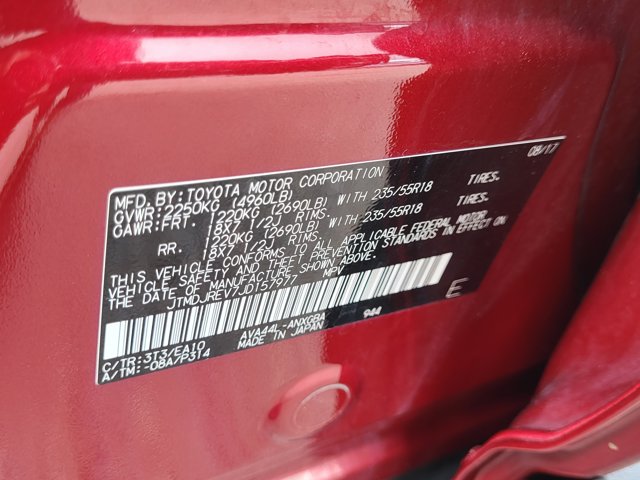 MFD. BY: TOYOTA MOTOR CORPORATION 08/17
GVWR: 2250KG (4960LB)
GAWR: FRT. 1220KG (2690LB) WITH 235/55R18 TIRES.
18X7 1/2J RIMS.
RR. 1220KG (2690LB) WITH 235/55R18 TIRES.
18X7 1/2J RIMS.
THIS VEHICLE CONFORMS TO ALL APPLICABLE FEDERAL MOTOR
VEHICLE SAFETY AND BUMPER STANDARDS IN EFFECT ON
THE DATE OF MANUFACTURE SHOWN ABOVE.
JTMDJREV7JD157977 MPV
E
C/TR: 3T3/EA10 AVA44L-ANXGBA 944
A/TM: -08A/P314 MADE IN JAPAN